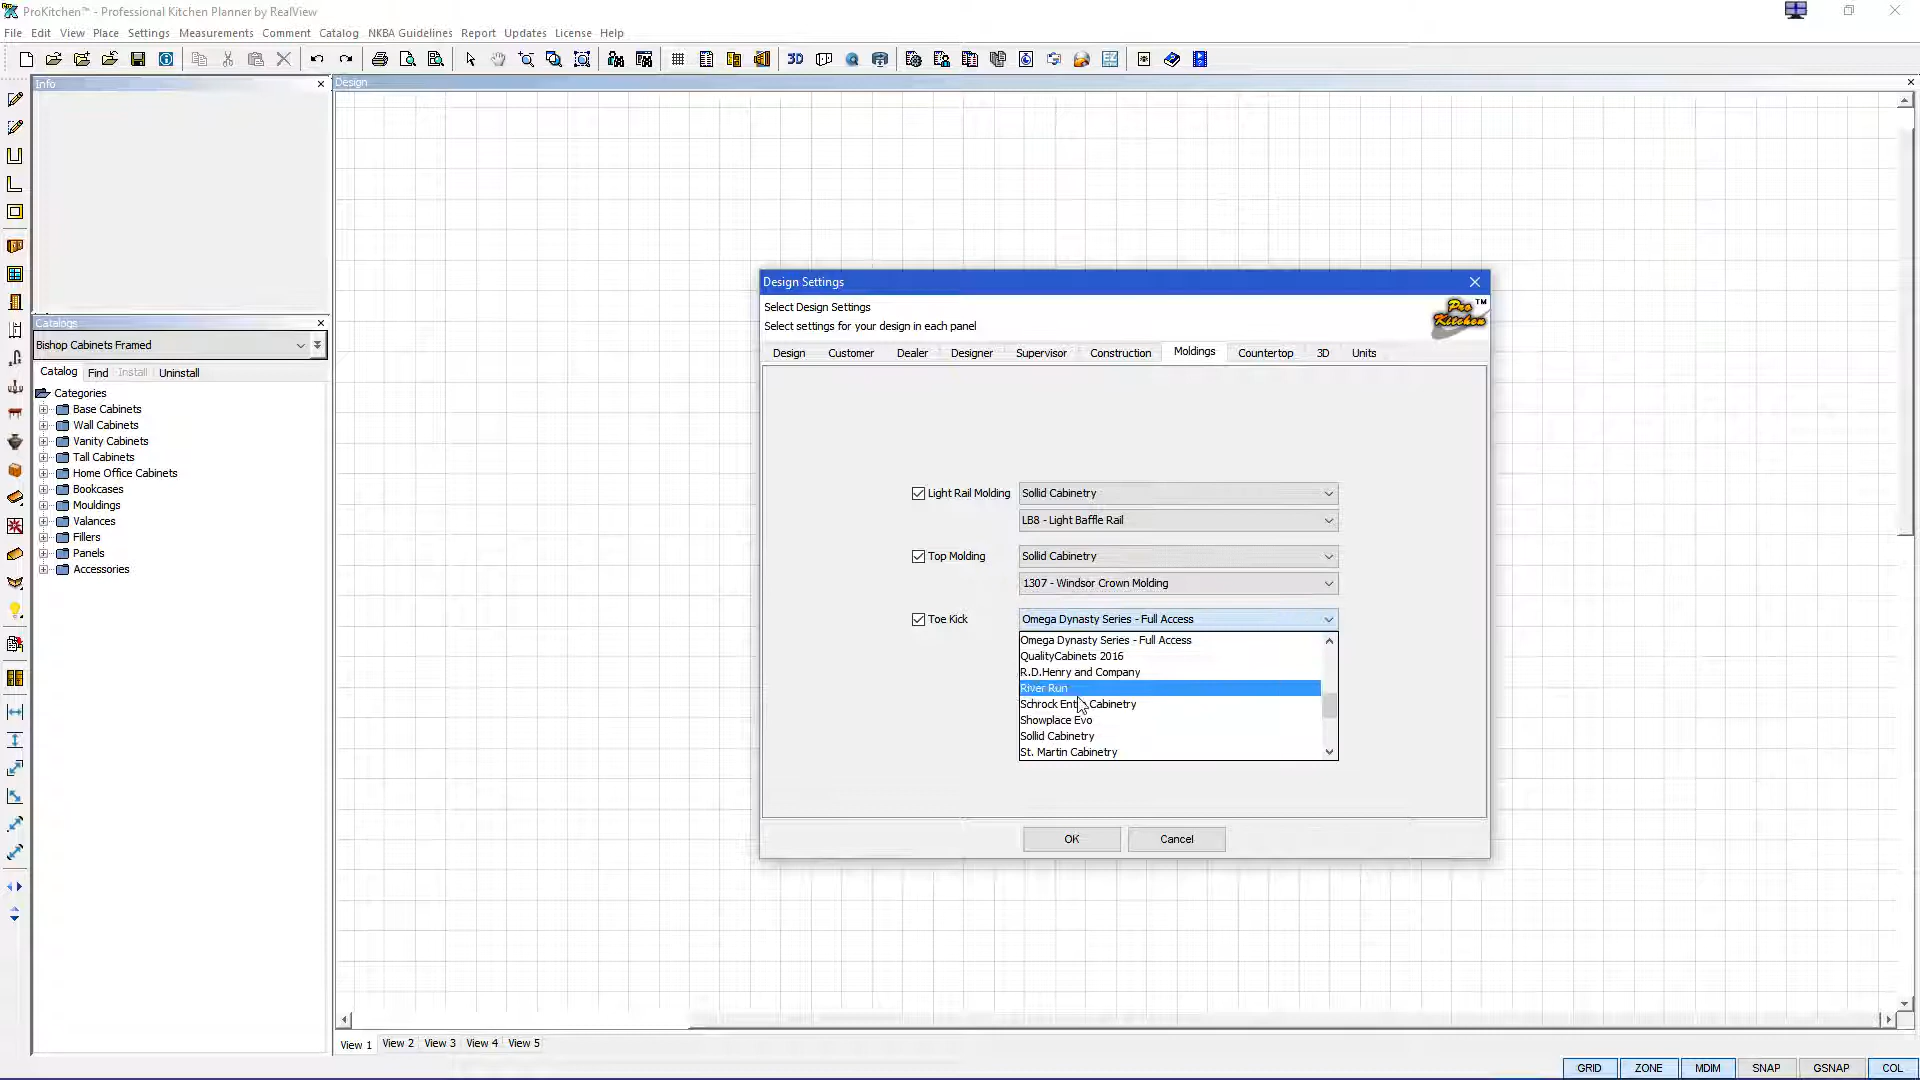 ProKitchen™ - Professional Kitchen Planner by RealView
File Edit View Place Settings Measurements Comment Catalog NKBA Guidelines Report Updates License Help
3D
Info
Design
Catalogs
Bishop Cabinets Framed
Catalog Find Install Uninstall
Categories
Base Cabinets
Wall Cabinets
Vanity Cabinets
Tall Cabinets
Home Office Cabinets
Bookcases
Mouldings
Valances
Fillers
Panels
Accessories
Design Settings
Select Design Settings
Select settings for your design in each panel
Pro Kitchen ™
Design Customer Dealer Designer Supervisor Construction Moldings Countertop 3D Units
Light Rail Molding Sollid Cabinetry
LB8 - Light Baffle Rail
Top Molding Sollid Cabinetry
1307 - Windsor Crown Molding
Toe Kick Omega Dynasty Series - Full Access
Omega Dynasty Series - Full Access
QualityCabinets 2016
R.D.Henry and Company
River Run
Schrock Cabinetry
Showplace Evo
Sollid Cabinetry
St. Martin Cabinetry
OK Cancel
View 1 View 2 View 3 View 4 View 5
GRID ZONE MDIM SNAP GSNAP COL